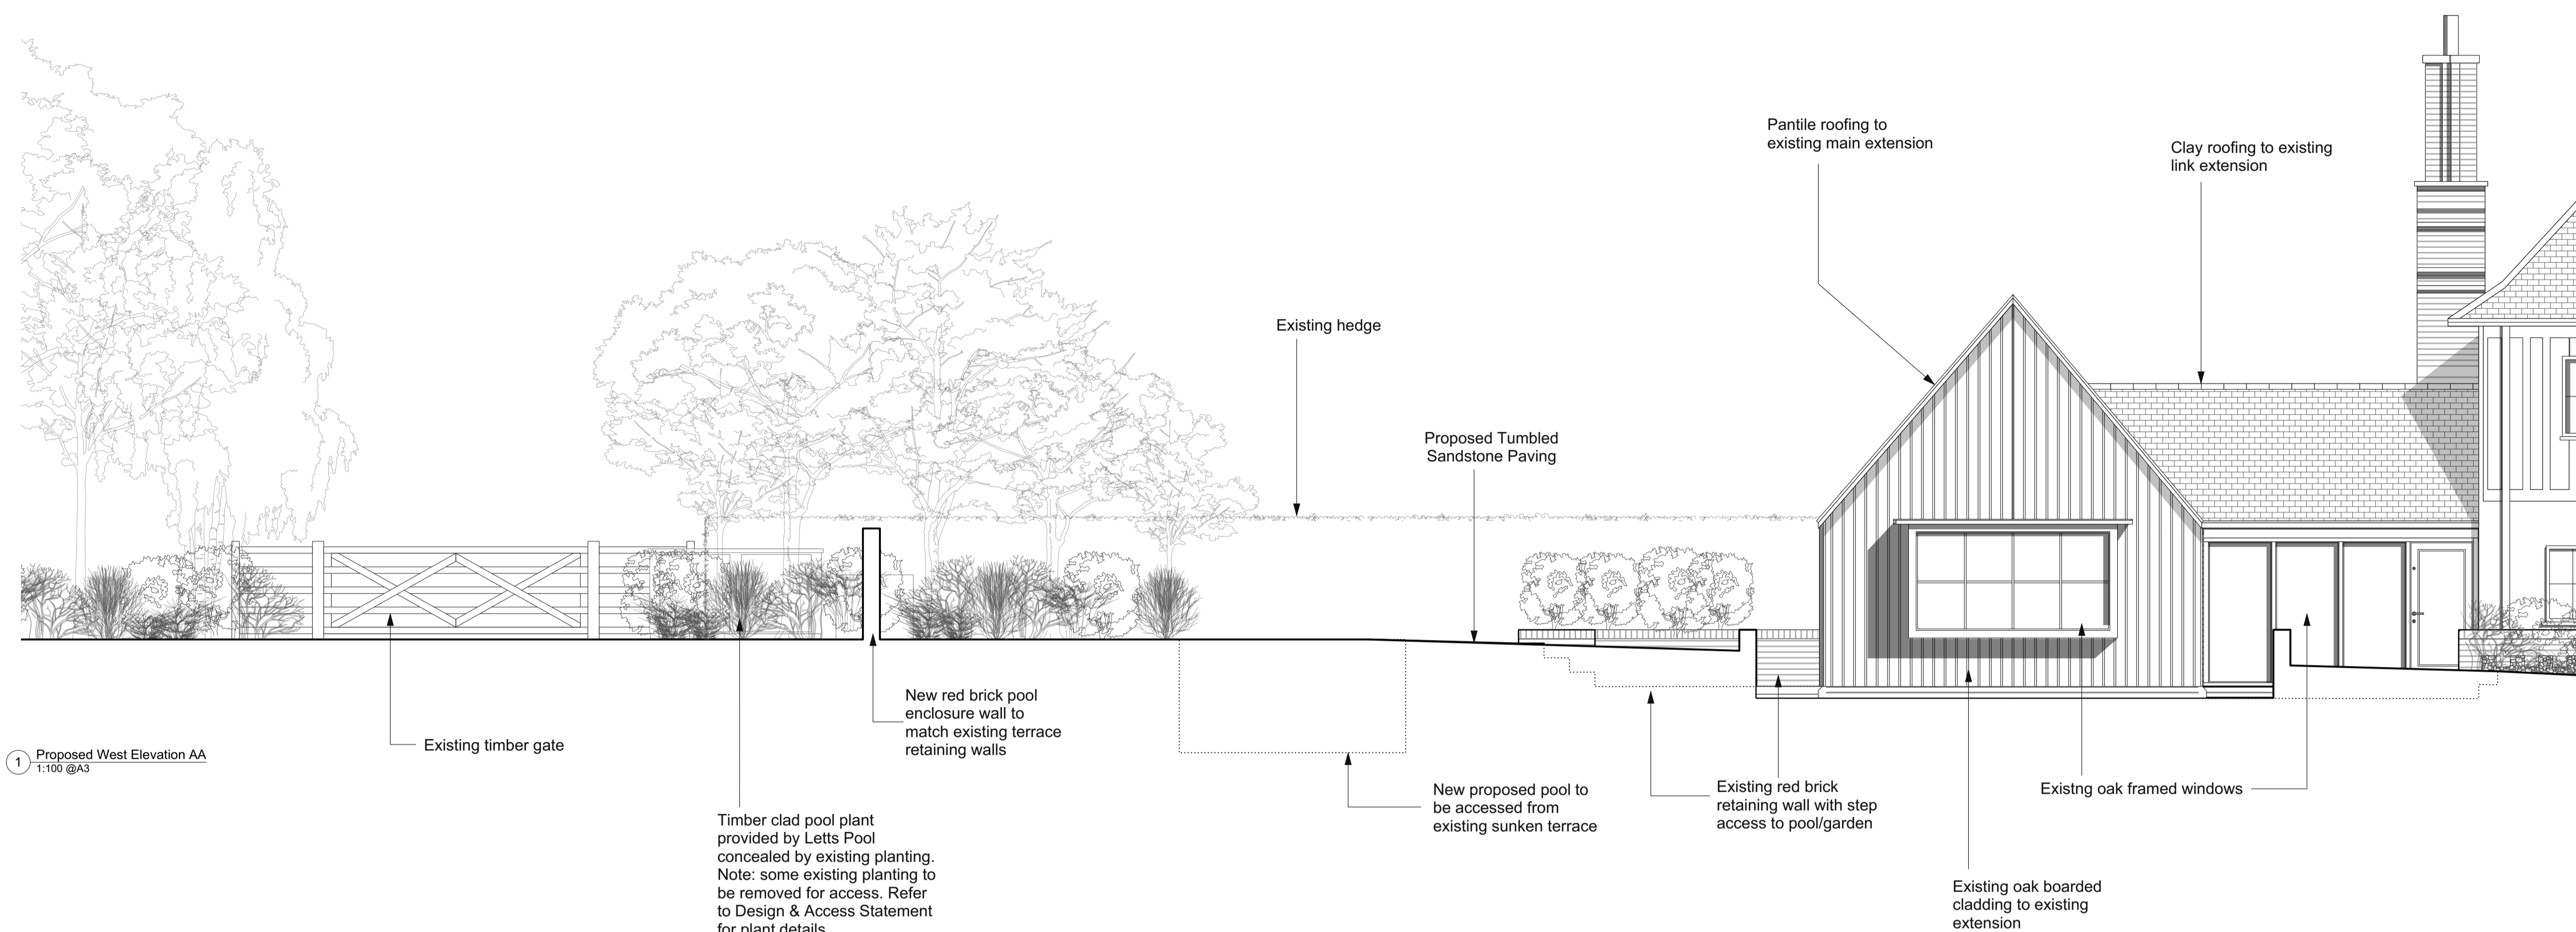 Pantile roofing to
existing main extension
Clay roofing to existing
link extension
Existing hedge
Proposed Tumbled
Sandstone Paving
New red brick pool
enclosure wall to
match existing terrace
retaining walls
Existing timber gate
1
Proposed West Elevation AA
1:100 @A3
Timber clad pool plant
provided by Letts Pool
concealed by existing planting.
Note: some existing planting to
be removed for access. Refer
to Design & Access Statement
for plant details
New proposed pool to
be accessed from
existing sunken terrace
Existing red brick
retaining wall with step
access to pool/garden
Existng oak framed windows
Existing oak boarded
cladding to existing
extension